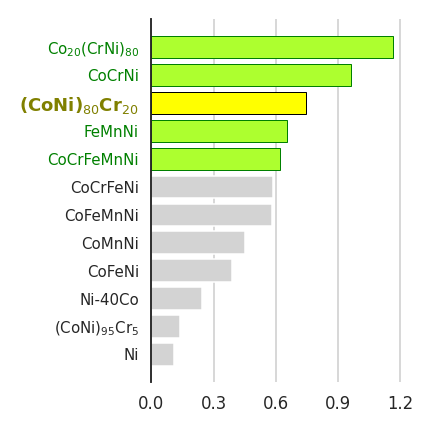 Co₂₀(CrNi)₈₀
CoCrNi
(CoNi)₈₀Cr₂₀
FeMnNi
CoCrFeMnNi
CoCrFeNi
CoFeMnNi
CoMnNi
CoFeNi
Ni-40Co
(CoNi)₉₅Cr₅
Ni
0.0 0.3 0.6 0.9 1.2